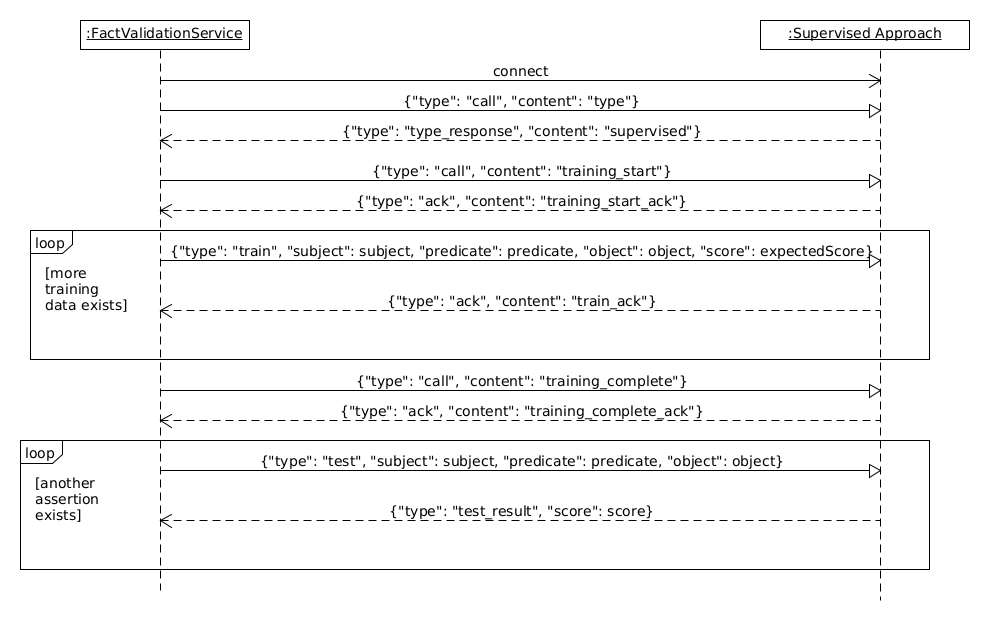 :FactValidationService
:Supervised Approach
connect
{"type": "call", "content": "type"}
{"type": "type_response", "content": "supervised"}
{"type": "call", "content": "training_start"}
{"type": "ack", "content": "training_start_ack"}
loop
{"type": "train", "subject": subject, "predicate": predicate, "object": object, "score": expectedScore}
[more
training
data exists]
{"type": "ack", "content": "train_ack"}
{"type": "call", "content": "training_complete"}
{"type": "ack", "content": "training_complete_ack"}
loop
{"type": "test", "subject": subject, "predicate": predicate, "object": object}
[another
assertion
exists]
{"type": "test_result", "score": score}